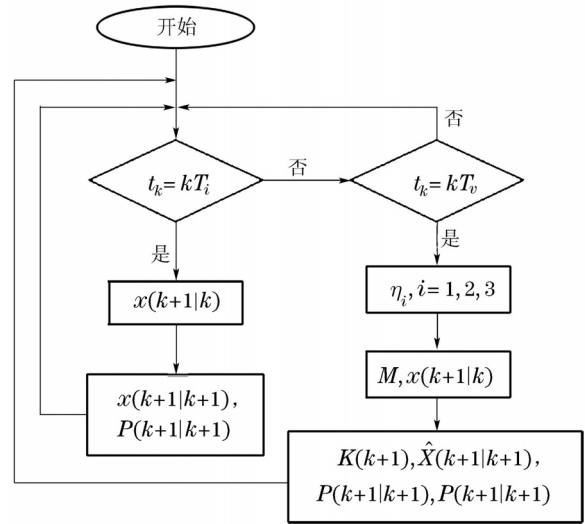 开始
否
t_k=kT_i
否
t_k=kT_v
是
是
x(k+1|k)
η_i,i=1,2,3
M,x(k+1|k)
x(k+1|k+1),
P(k+1|k+1)
K(k+1),X̂(k+1|k+1),
P(k+1|k+1),P(k+1|k+1)